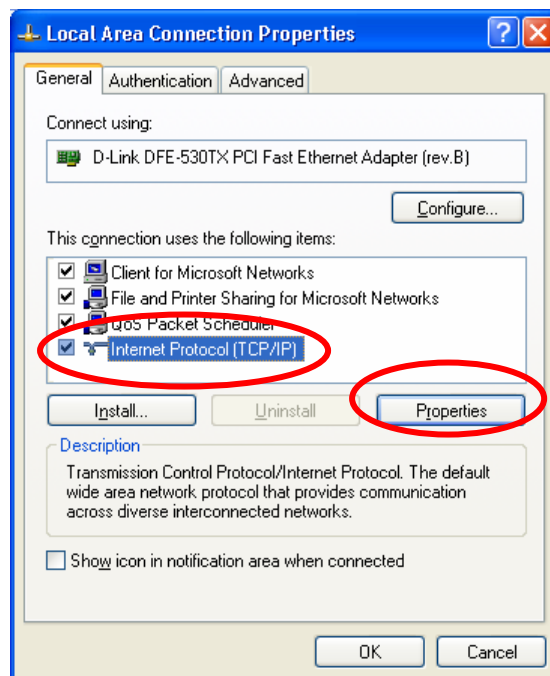 Local Area Connection Properties
General Authentication Advanced
Connect using:
D-Link DFE-530TX PCI Fast Ethernet Adapter (rev.B)
Configure...
This connection uses the following items:
Client for Microsoft Networks
File and Printer Sharing for Microsoft Networks
QoS Packet Scheduler
Internet Protocol (TCP/IP)
Install... Uninstall Properties
Description
Transmission Control Protocol/Internet Protocol. The default
wide area network protocol that provides communication
across diverse interconnected networks.
Show icon in notification area when connected
OK Cancel